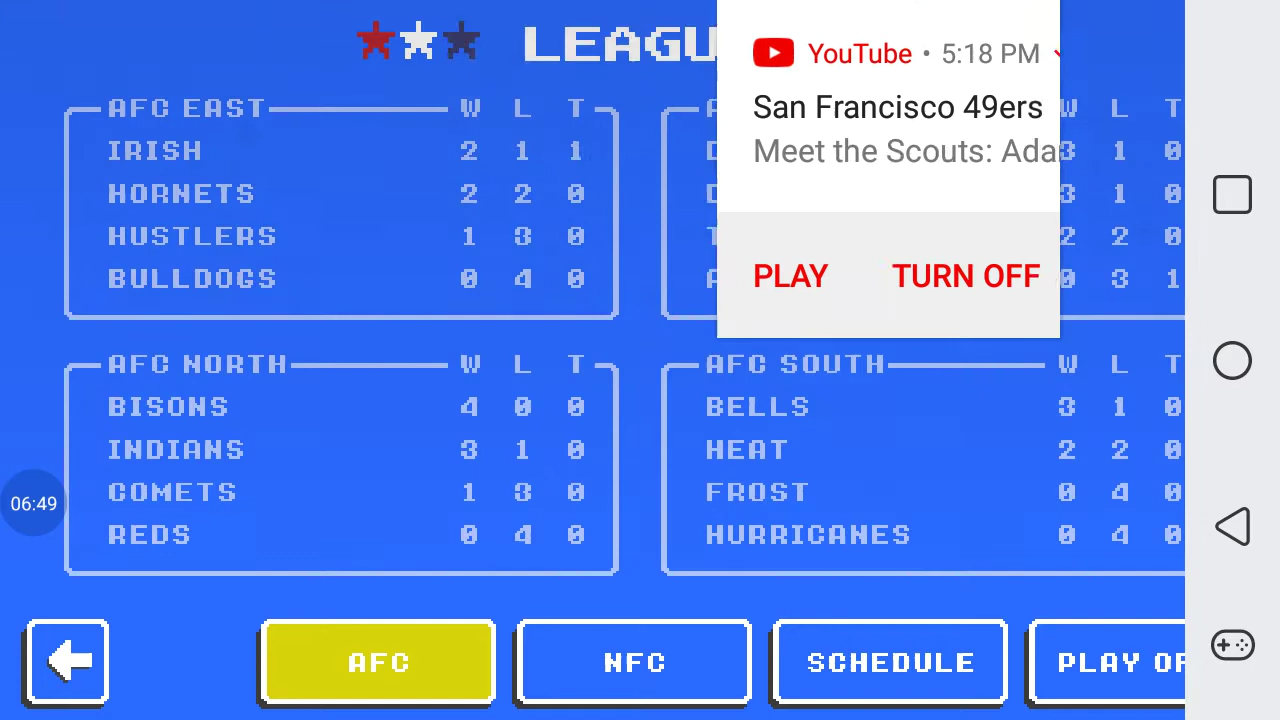 LEAGU
YouTube • 5:18 PM
San Francisco 49ers
Meet the Scouts: Ada
PLAY TURN OFF
AFC EAST W L T
IRISH 2 1 1
HORNETS 2 2 0
HUSTLERS 1 3 0
BULLDOGS 0 4 0
W L T
3 1 0
3 1 0
2 2 0
0 3 1
AFC NORTH W L T
BISONS 4 0 0
INDIANS 3 1 0
COMETS 1 3 0
REDS 0 4 0
AFC SOUTH W L T
BELLS 3 1 0
HEAT 2 2 0
FROST 0 4 0
HURRICANES 0 4 0
06:49
AFC NFC SCHEDULE PLAY OF